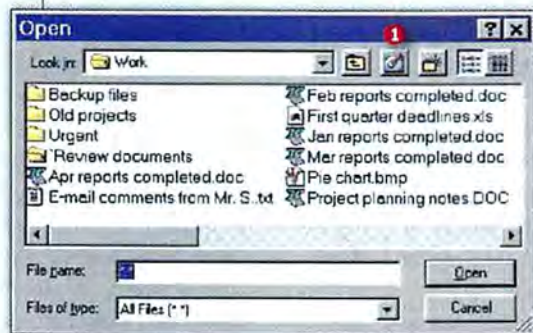 Open
1
Look in: Work
Backup files
Old projects
Urgent
`Review documents
Apr reports completed.doc
E-mail comments from Mr. S..txt
Feb reports completed.doc
First quarter deadlines.xls
Jan reports completed.doc
Mar reports completed.doc
Pie chart.bmp
Project planning notes.DOC
File name:
Open
Files of type: All Files (*.*)
Cancel